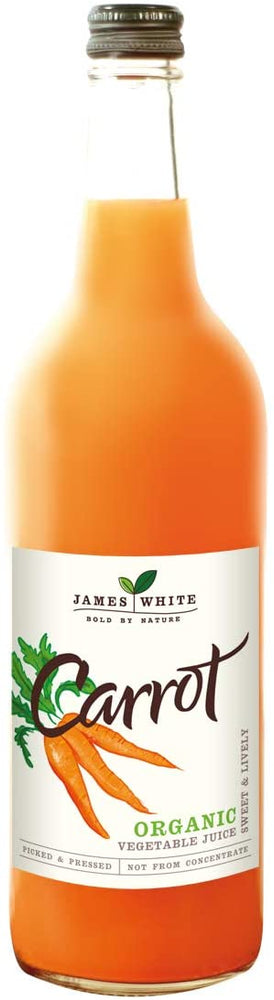 JAMES WHITE
BOLD BY NATURE
Carrot
ORGANIC
VEGETABLE JUICE
SWEET & LIVELY
PICKED & PRESSED NOT FROM CONCENTRATE